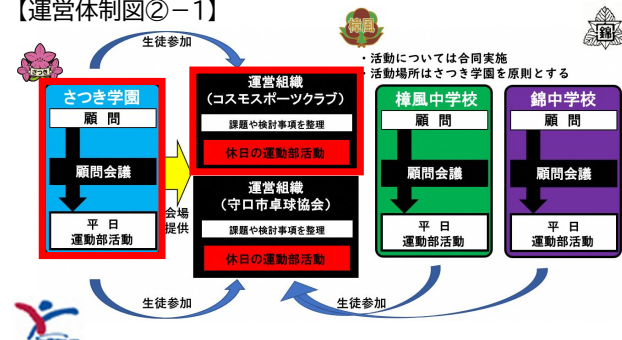 【運営体制図②－1】
生徒参加
樟風
錦
さつき
・活動については合同実施
・活動場所はさつき学園を原則とする
さつき学園
顧 問
顧問会議
平 日
運動部活動
会場
提供
運営組織
（コスモスポーツクラブ）
課題や検討事項を整理
休日の運動部活動
運営組織
（守口市卓球協会）
課題や検討事項を整理
休日の運動部活動
樟風中学校
顧 問
顧問会議
平 日
運動部活動
錦中学校
顧 問
顧問会議
平 日
運動部活動
生徒参加
生徒参加